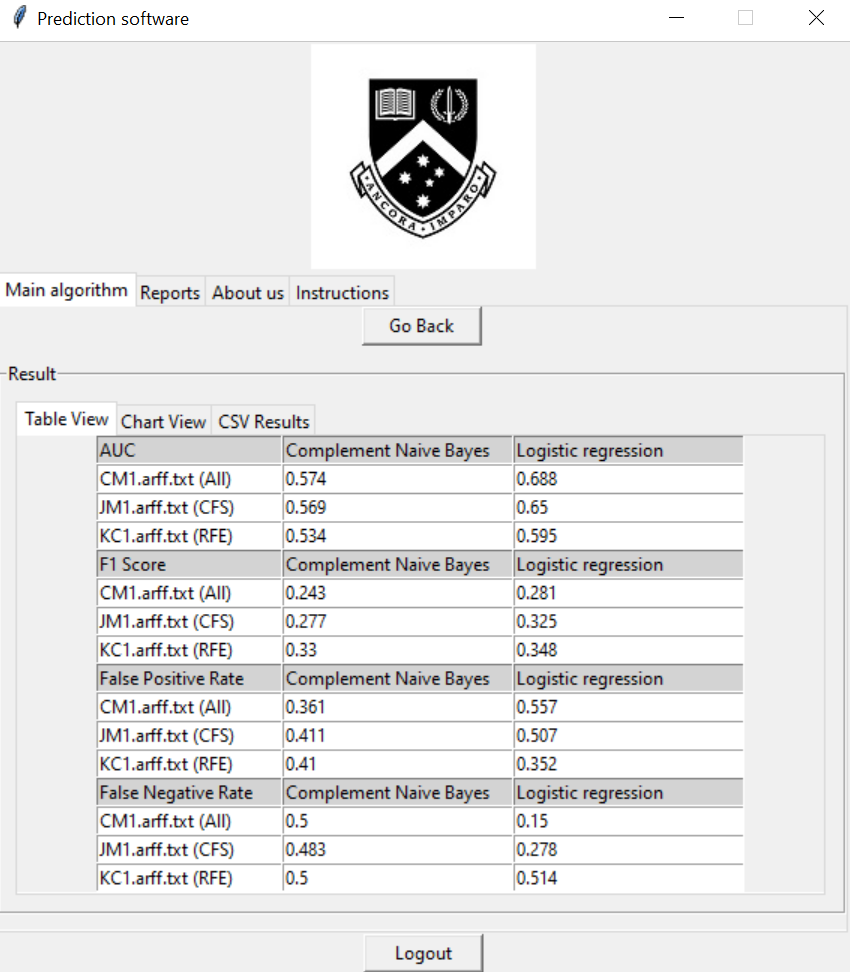 Prediction software
ANCORA IMPARO
Main algorithm Reports About us Instructions
Go Back
Result
Table View Chart View CSV Results
AUC Complement Naive Bayes Logistic regression
CM1.arff.txt (All) 0.574 0.688
JM1.arff.txt (CFS) 0.569 0.65
KC1.arff.txt (RFE) 0.534 0.595
F1 Score Complement Naive Bayes Logistic regression
CM1.arff.txt (All) 0.243 0.281
JM1.arff.txt (CFS) 0.277 0.325
KC1.arff.txt (RFE) 0.33 0.348
False Positive Rate Complement Naive Bayes Logistic regression
CM1.arff.txt (All) 0.361 0.557
JM1.arff.txt (CFS) 0.411 0.507
KC1.arff.txt (RFE) 0.41 0.352
False Negative Rate Complement Naive Bayes Logistic regression
CM1.arff.txt (All) 0.5 0.15
JM1.arff.txt (CFS) 0.483 0.278
KC1.arff.txt (RFE) 0.5 0.514
Logout